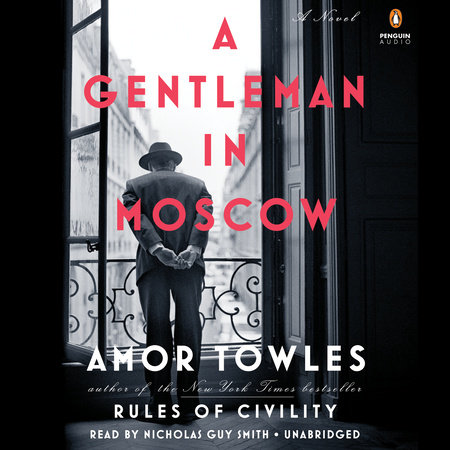 A Novel
PENGUIN
AUDIO
A
GENTLEMAN
IN
MOSCOW
AMOR TOWLES
author of the New York Times bestseller
RULES OF CIVILITY
READ BY NICHOLAS GUY SMITH • UNABRIDGED